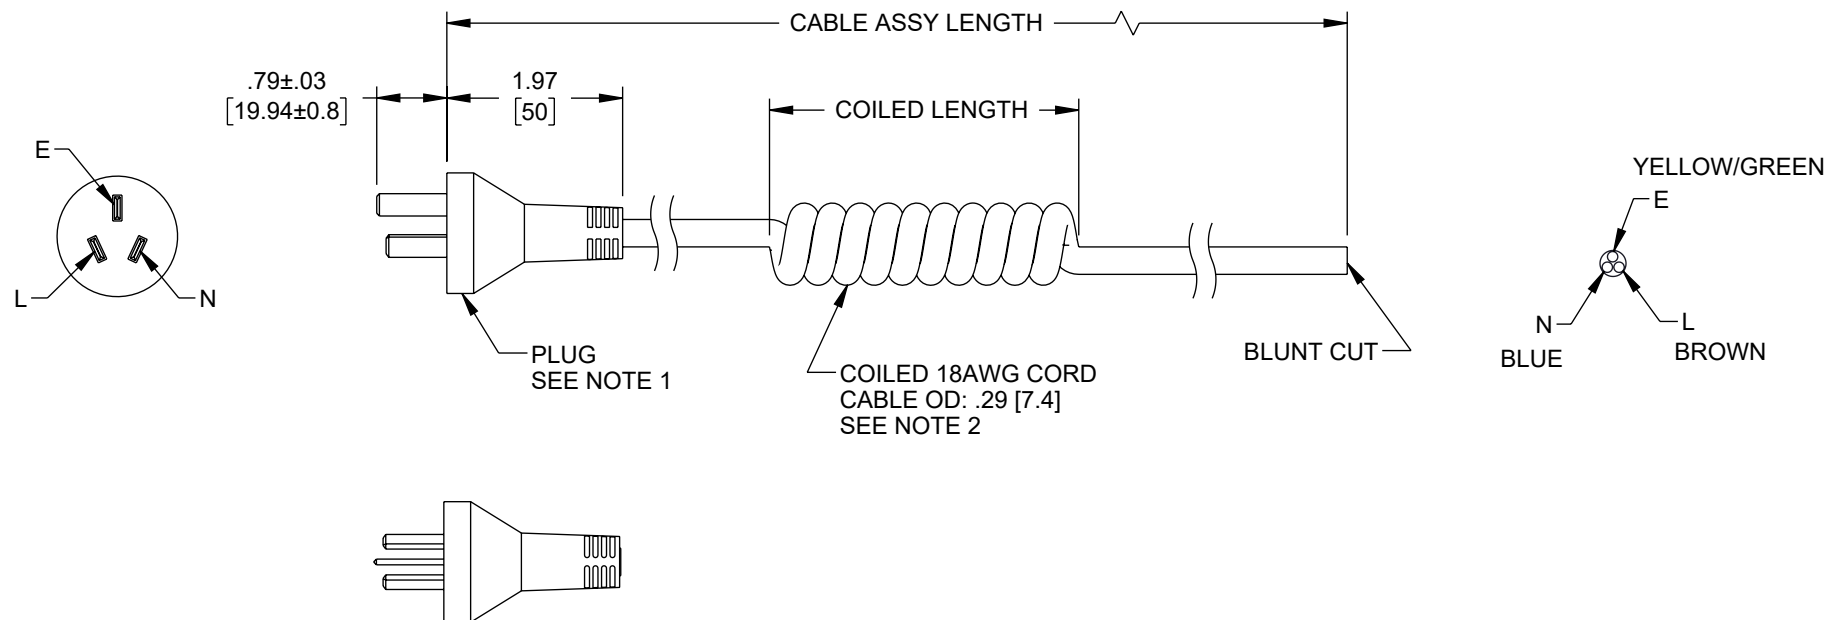 CABLE ASSY LENGTH
.79±.03
[19.94±0.8]
1.97
[50]
COILED LENGTH
E
L
N
PLUG
SEE NOTE 1
COILED 18AWG CORD
CABLE OD: .29 [7.4]
SEE NOTE 2
BLUNT CUT
YELLOW/GREEN
E
N
BLUE
L
BROWN